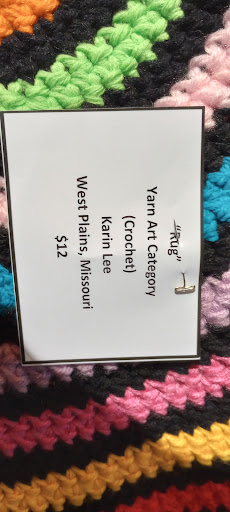 "Rug"
Yarn Art Category
(Crochet)
Karin Lee
West Plains, Missouri
$12